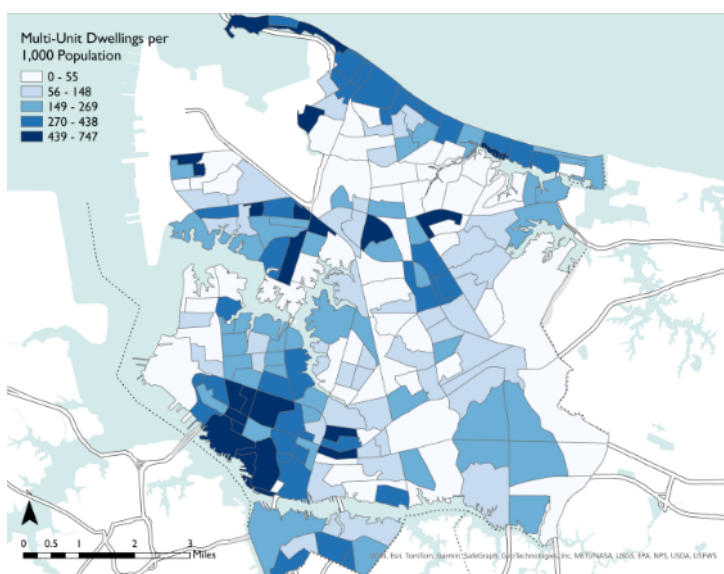 Multi-Unit Dwellings per
1,000 Population
0 - 55
56 - 148
149 - 269
270 - 438
439 - 747
N
0 0.5 1 2 3
Miles
Esri, TomTom, Garmin, SafeGraph, GeoTechnologies, Inc, METI/NASA, USGS, EPA, NPS, USDA, USFWS